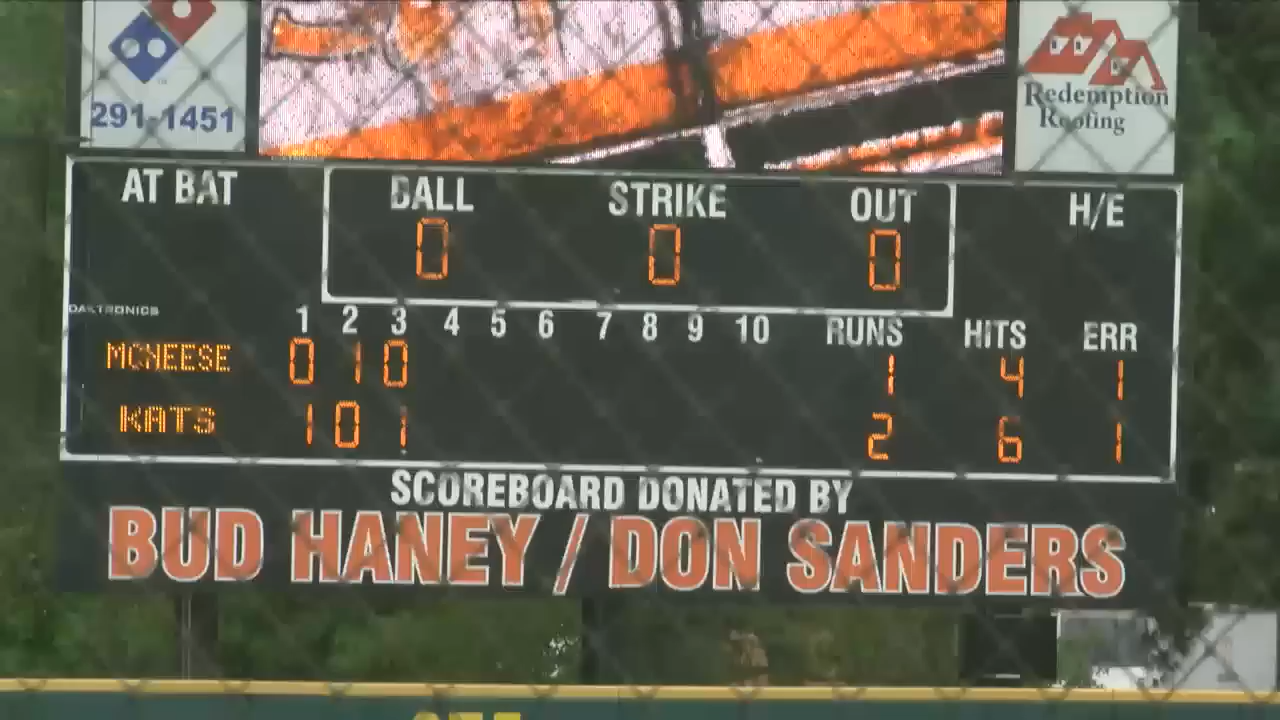 291-1451
Redemption
Roofing
AT BAT BALL STRIKE OUT H/E
0 0 0
DAKTRONICS
1 2 3 4 5 6 7 8 9 10 RUNS HITS ERR
MCNEESE 0 1 0 1 4 1
KATS 1 0 1 2 6 1
SCOREBOARD DONATED BY
BUD HANEY / DON SANDERS